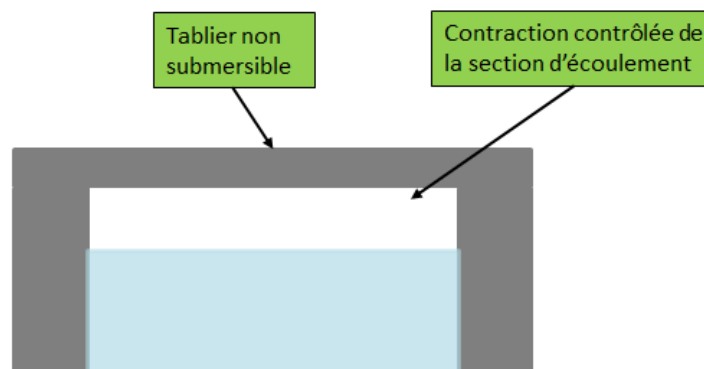 Tablier non
submersible
Contraction contrôlée de
la section d'écoulement